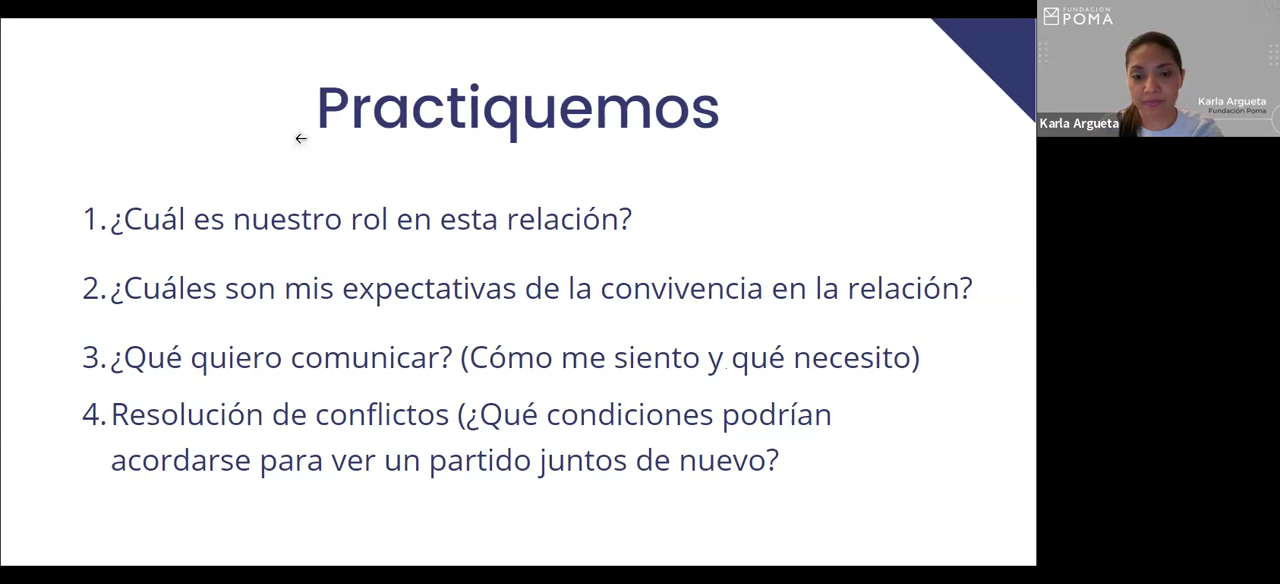 Practiquemos
1. ¿Cuál es nuestro rol en esta relación?
2. ¿Cuáles son mis expectativas de la convivencia en la relación?
3. ¿Qué quiero comunicar? (Cómo me siento y qué necesito)
4. Resolución de conflictos (¿Qué condiciones podrían
acordarse para ver un partido juntos de nuevo?
FUNDACIÓN
POMA
Karla Argueta
Fundación Poma
Karla Argueta